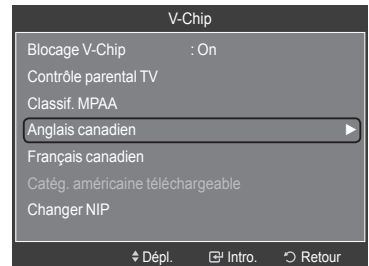 V-Chip
Blocage V-Chip : On
Contrôle parental TV
Classif. MPAA
Anglais canadien
Français canadien
Catég. américaine téléchargeable
Changer NIP
Dépl. Intro. Retour